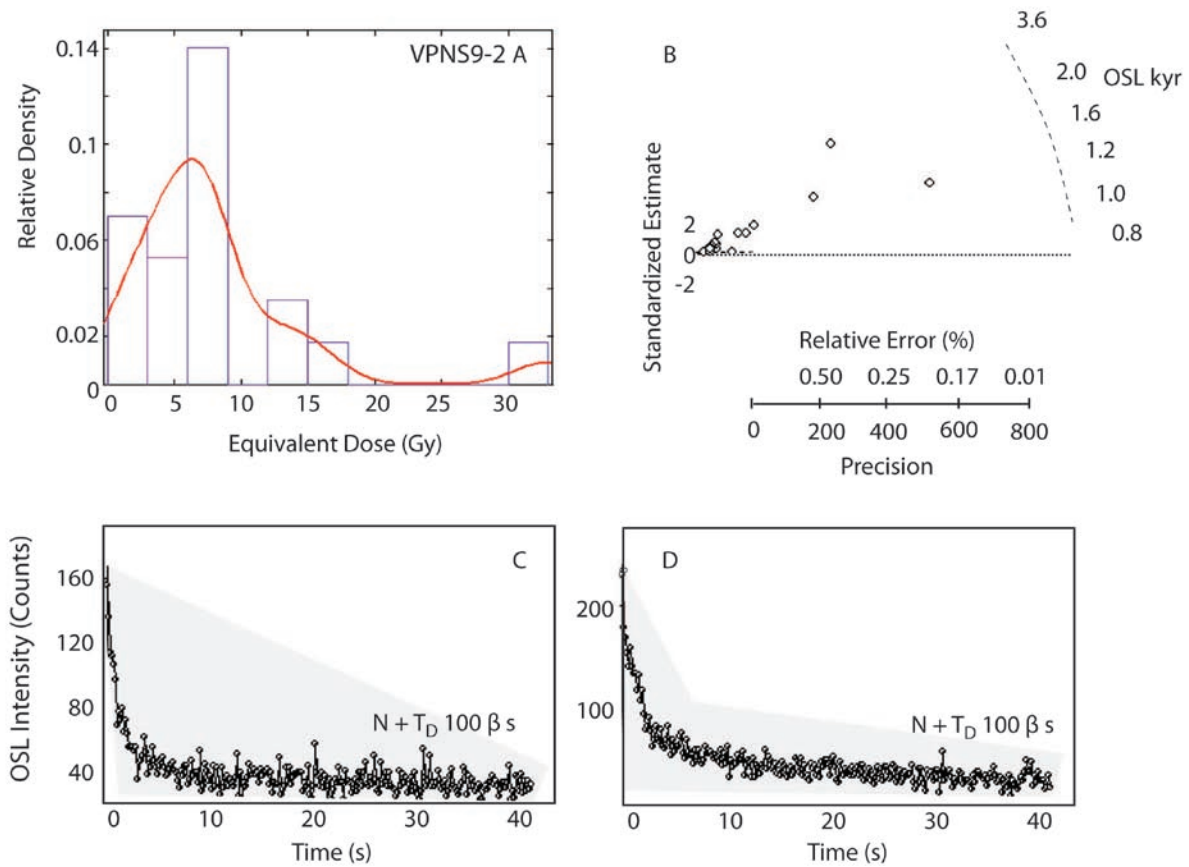 VPNS9-2 A
Relative Density
0.14
0.1
0.06
0.02
0
0 5 10 15 20 25 30
Equivalent Dose (Gy)
B
3.6
2.0 OSL kyr
1.6
1.2
1.0
0.8
Standardized Estimate
2
0
-2
Relative Error (%)
0.50 0.25 0.17 0.01
0 200 400 600 800
Precision
C
OSL Intensity (Counts)
160
120
80
40
N + TD 100 β s
0 10 20 30 40
Time (s)
D
200
100
N + TD 100 β s
0 10 20 30 40
Time (s)